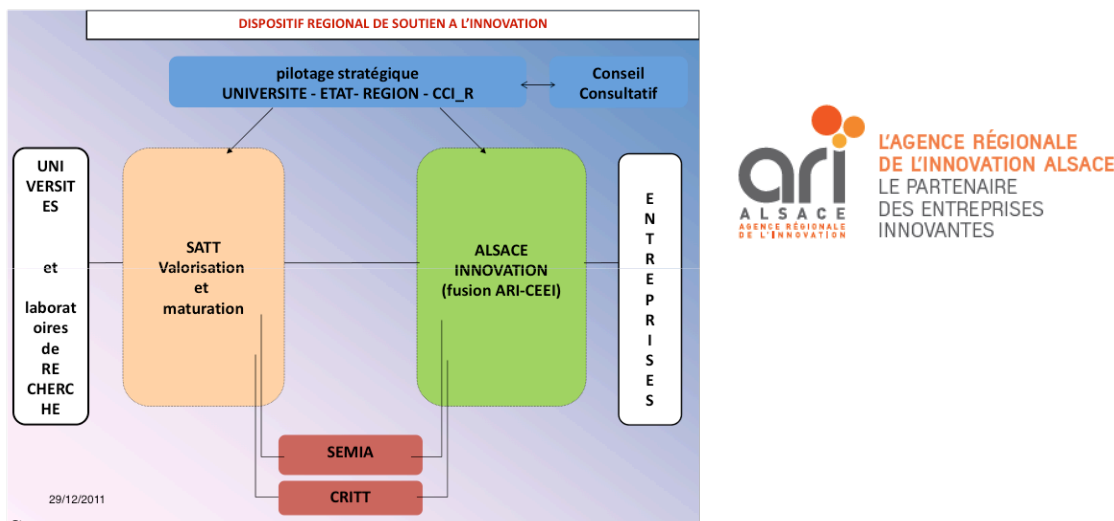 DISPOSITIF REGIONAL DE SOUTIEN A L'INNOVATION
pilotage stratégique
UNIVERSITE - ETAT- REGION - CCI_R
Conseil
Consultatif
UNI
VERSIT
ES
et
laborat
oires
de
RE
CHERC
HE
SATT
Valorisation
et
maturation
ALSACE
INNOVATION
(fusion ARI-CEEI)
E
N
T
R
E
P
R
I
S
E
S
SEMIA
CRITT
29/12/2011
ari
ALSACE
AGENCE RÉGIONALE
DE L'INNOVATION
L'AGENCE RÉGIONALE
DE L'INNOVATION ALSACE
LE PARTENAIRE
DES ENTREPRISES
INNOVANTES